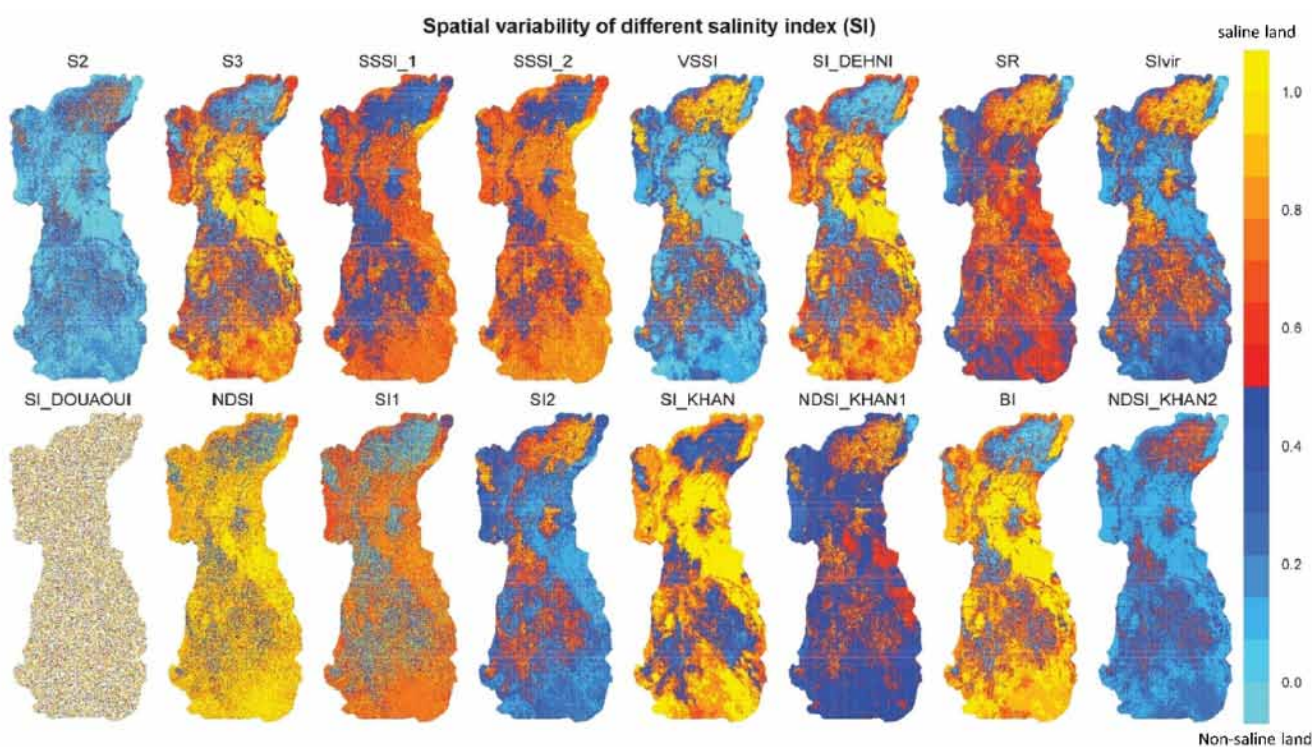 Spatial variability of different salinity index (SI)
saline land
S2 S3 SSSI_1 SSSI_2 VSSI SI_DEHNI SR SIvir
1.0
0.8
0.6
SI_DOUAOUI NDSI SI1 SI2 SI_KHAN NDSI_KHAN1 BI NDSI_KHAN2
0.4
0.2
0.0
Non-saline land